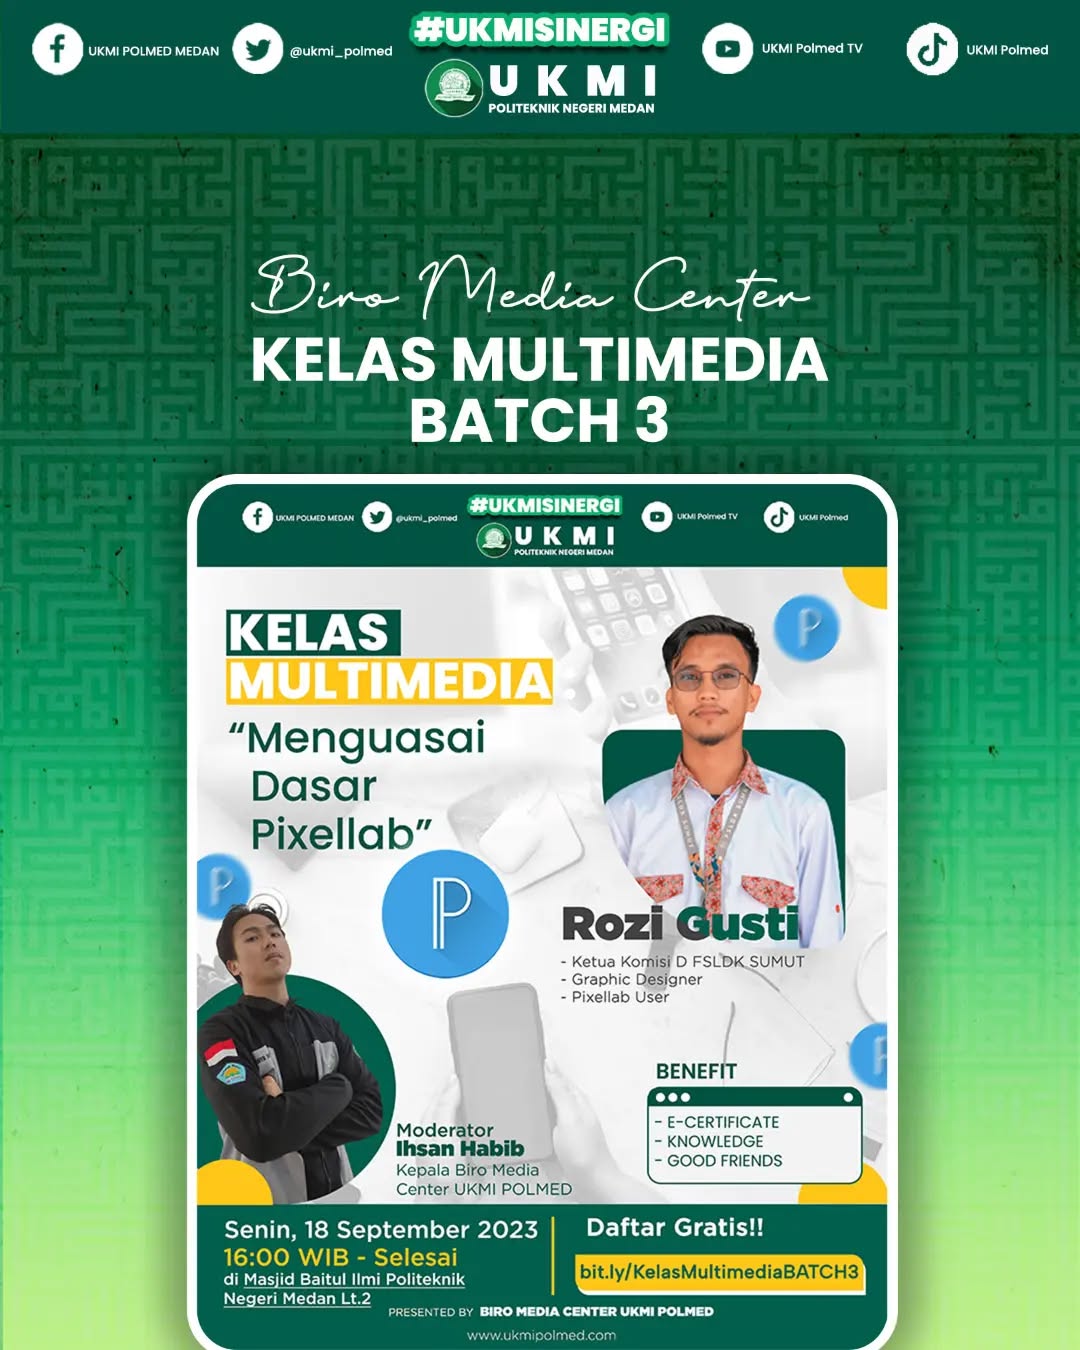 UKMI POLMED MEDAN
@ukmi_polmed
#UKMISINERGI
UKMI
POLITEKNIK NEGERI MEDAN
UKMI Polmed TV
UKMI Polmed
Biro Media Center
KELAS MULTIMEDIA
BATCH 3
UKMI POLMED MEDAN
@ukmi_polmed
#UKMISINERGI
UKMI
POLITEKNIK NEGERI MEDAN
UKMI Polmed TV
UKMI Polmed
KELAS
MULTIMEDIA
“Menguasai
Dasar
Pixellab”
Rozi Gusti
- Ketua Komisi D FSLDK SUMUT
- Graphic Designer
- Pixellab User
Moderator
Ihsan Habib
Kepala Biro Media
Center UKMI POLMED
BENEFIT
- E-CERTIFICATE
- KNOWLEDGE
- GOOD FRIENDS
Senin, 18 September 2023
16:00 WIB - Selesai
di Masjid Baitul Ilmi Politeknik
Negeri Medan Lt.2
Daftar Gratis!!
bit.ly/KelasMultimediaBATCH3
PRESENTED BY BIRO MEDIA CENTER UKMI POLMED
www.ukmipolmed.com